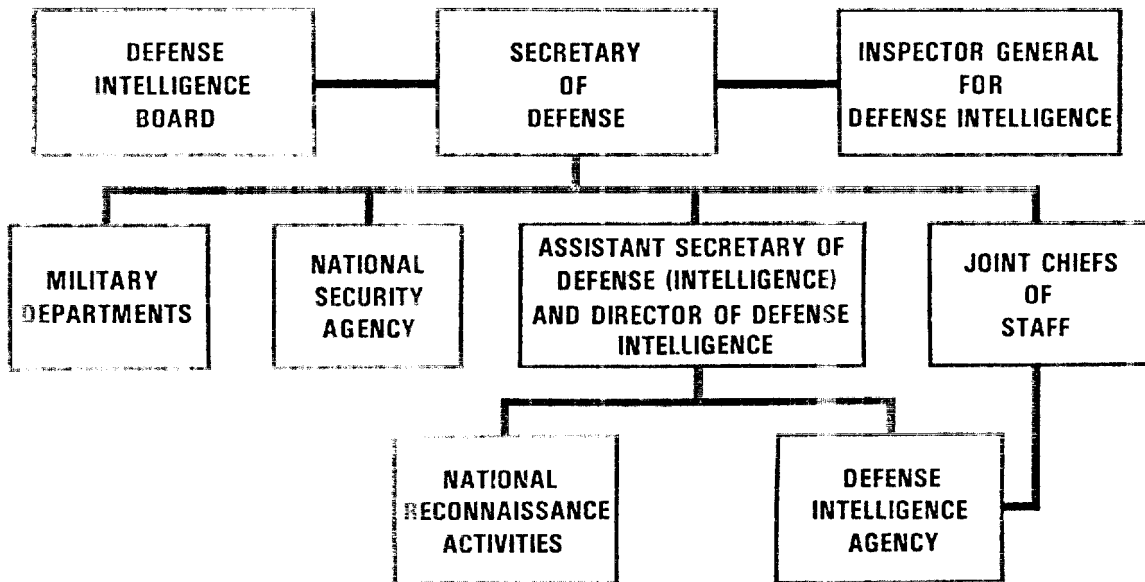 DEFENSE
INTELLIGENCE
BOARD
SECRETARY
OF
DEFENSE
INSPECTOR GENERAL
FOR
DEFENSE INTELLIGENCE
MILITARY
DEPARTMENTS
NATIONAL
SECURITY
AGENCY
ASSISTANT SECRETARY OF
DEFENSE (INTELLIGENCE)
AND DIRECTOR OF DEFENSE
INTELLIGENCE
JOINT CHIEFS
OF
STAFF
NATIONAL
RECONNAISSANCE
ACTIVITIES
DEFENSE
INTELLIGENCE
AGENCY